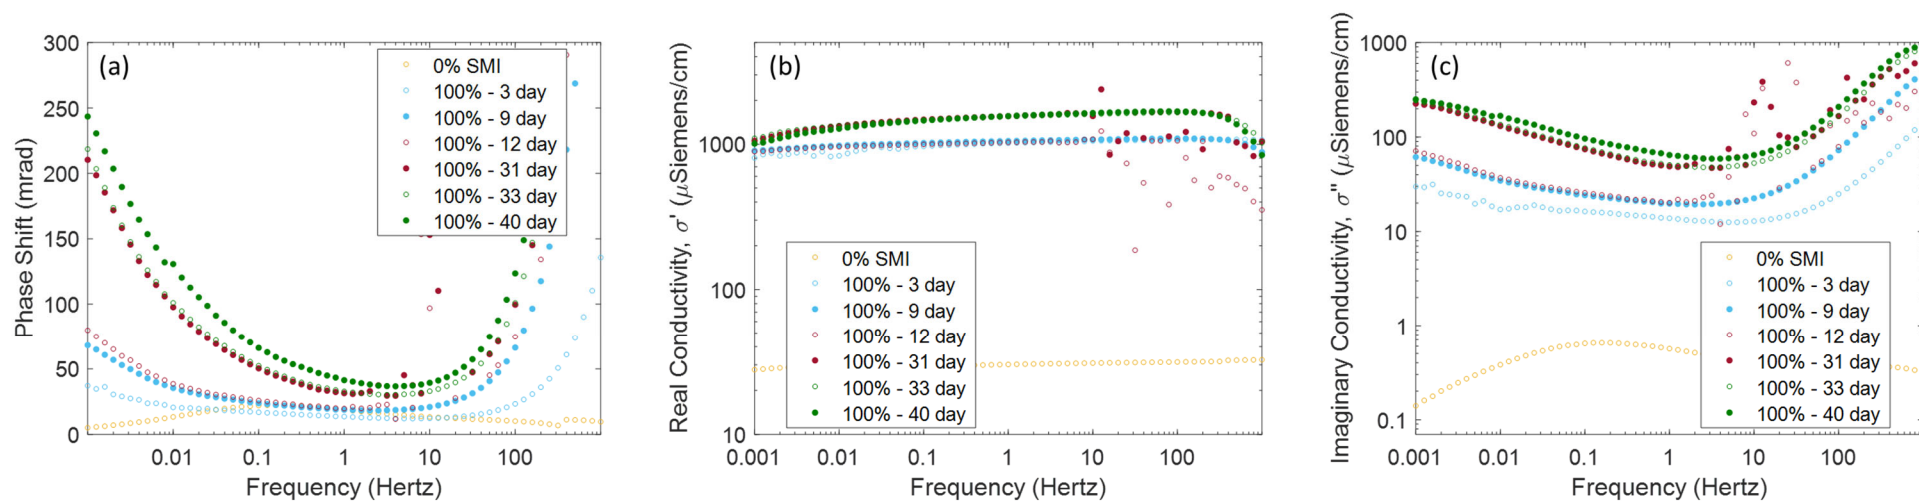 (a)
Phase Shift (mrad)
300
250
200
150
100
50
0
0.01
0.1
1
10
100
Frequency (Hertz)
0% SMI
100% - 3 day
100% - 9 day
100% - 12 day
100% - 31 day
100% - 33 day
100% - 40 day
(b)
Real Conductivity, σ' (μSiemens/cm)
1000
100
10
0.001
0.01
0.1
1
10
100
Frequency (Hertz)
0% SMI
100% - 3 day
100% - 9 day
100% - 12 day
100% - 31 day
100% - 33 day
100% - 40 day
(c)
Imaginary Conductivity, σ'' (μSiemens/cm)
1000
100
10
1
0.1
0.001
0.01
0.1
1
10
100
Frequency (Hertz)
0% SMI
100% - 3 day
100% - 9 day
100% - 12 day
100% - 31 day
100% - 33 day
100% - 40 day